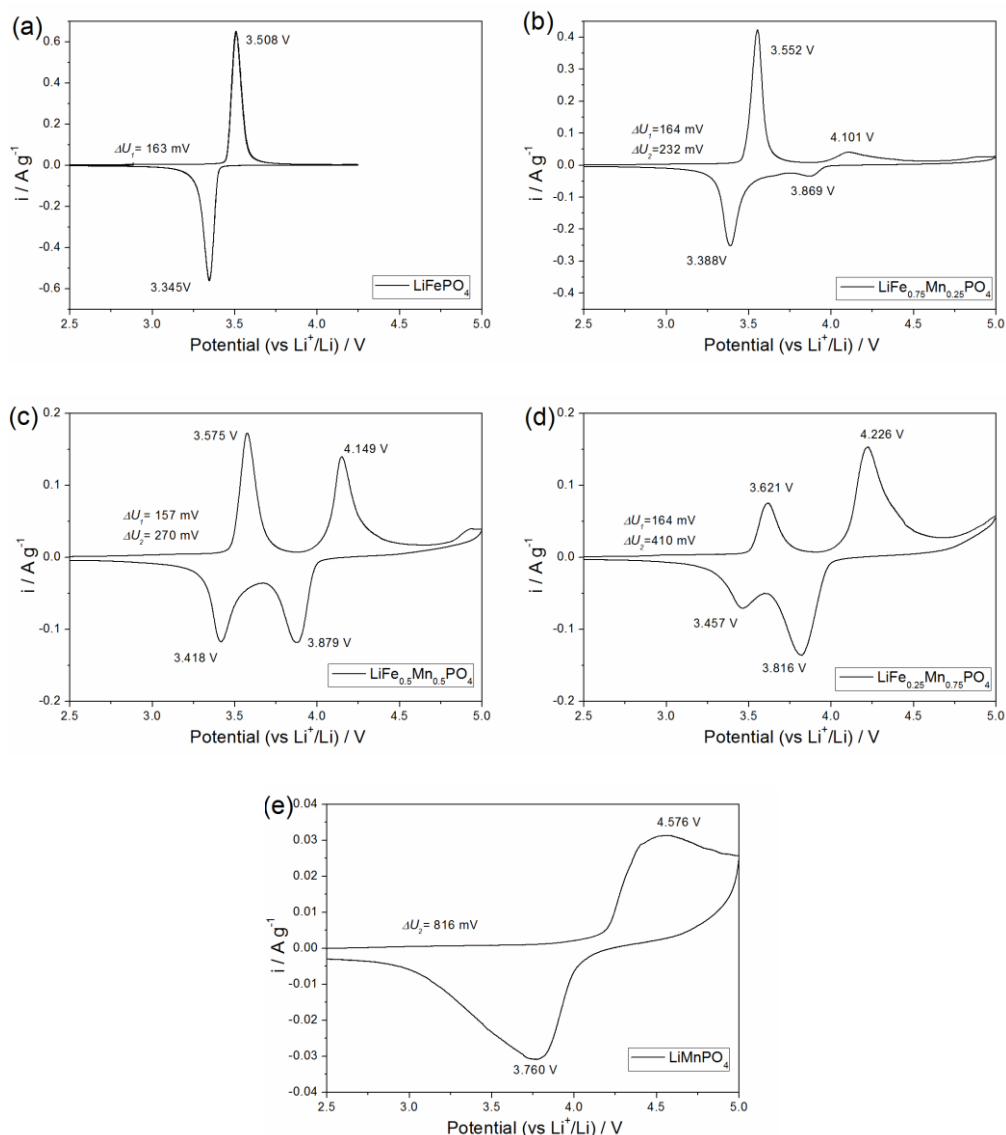 (a)
0.6
0.4
0.2
0.0
-0.2
-0.4
-0.6
i / A g⁻¹
3.508 V
ΔU₁= 163 mV
3.345V
LiFePO₄
2.5 3.0 3.5 4.0 4.5 5.0
Potential (vs Li⁺/Li) / V
(b)
0.4
0.3
0.2
0.1
0.0
-0.1
-0.2
-0.3
-0.4
i / A g⁻¹
3.552 V
ΔU₁=164 mV
ΔU₂=232 mV
4.101 V
3.869 V
3.388V
LiFe₀.₇₅Mn₀.₂₅PO₄
2.5 3.0 3.5 4.0 4.5 5.0
Potential (vs Li⁺/Li) / V
(c)
0.2
0.1
0.0
-0.1
-0.2
i / A g⁻¹
3.575 V
4.149 V
ΔU₁= 157 mV
ΔU₂= 270 mV
3.418 V
3.879 V
LiFe₀.₅Mn₀.₅PO₄
2.5 3.0 3.5 4.0 4.5 5.0
Potential (vs Li⁺/Li) / V
(d)
0.2
0.1
0.0
-0.1
-0.2
i / A g⁻¹
4.226 V
3.621 V
ΔU₁=164 mV
ΔU₂=410 mV
3.457 V
3.816 V
LiFe₀.₂₅Mn₀.₇₅PO₄
2.5 3.0 3.5 4.0 4.5 5.0
Potential (vs Li⁺/Li) / V
(e)
0.04
0.03
0.02
0.01
0.00
-0.01
-0.02
-0.03
-0.04
i / A g⁻¹
4.576 V
ΔU₂= 816 mV
3.760 V
LiMnPO₄
2.5 3.0 3.5 4.0 4.5 5.0
Potential (vs Li⁺/Li) / V